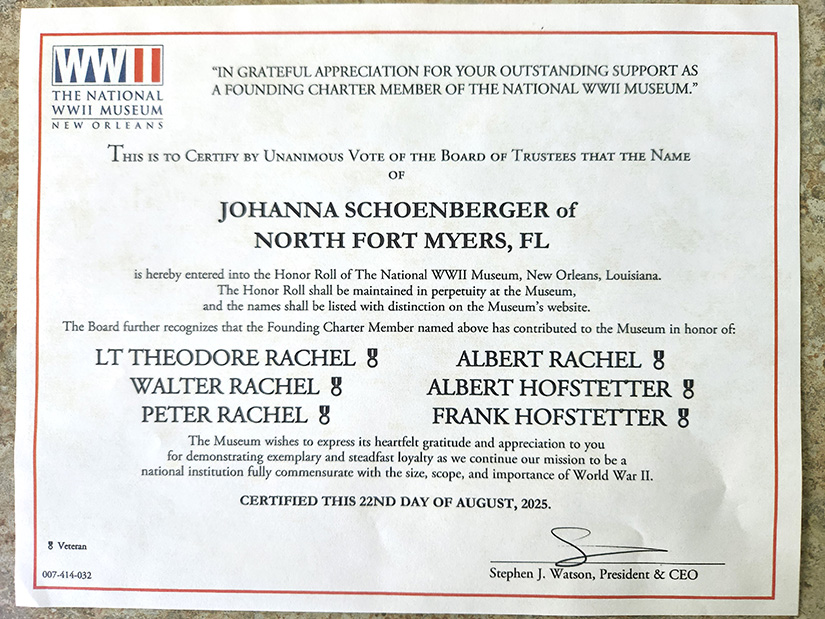 WWII
THE NATIONAL
WWII MUSEUM
NEW ORLEANS
“IN GRATEFUL APPRECIATION FOR YOUR OUTSTANDING SUPPORT AS
A FOUNDING CHARTER MEMBER OF THE NATIONAL WWII MUSEUM.”
THIS IS TO CERTIFY BY UNANIMOUS VOTE OF THE BOARD OF TRUSTEES THAT THE NAME
OF
JOHANNA SCHOENBERGER of
NORTH FORT MYERS, FL
is hereby entered into the Honor Roll of The National WWII Museum, New Orleans, Louisiana.
The Honor Roll shall be maintained in perpetuity at the Museum,
and the names shall be listed with distinction on the Museum’s website.
The Board further recognizes that the Founding Charter Member named above has contributed to the Museum in honor of:
LT THEODORE RACHEL ALBERT RACHEL
WALTER RACHEL ALBERT HOFSTETTER
PETER RACHEL FRANK HOFSTETTER
The Museum wishes to express its heartfelt gratitude and appreciation to you
for demonstrating exemplary and steadfast loyalty as we continue our mission to be a
national institution fully commensurate with the size, scope, and importance of World War II.
CERTIFIED THIS 22ND DAY OF AUGUST, 2025.
Veteran
007-414-032
Stephen J. Watson, President & CEO